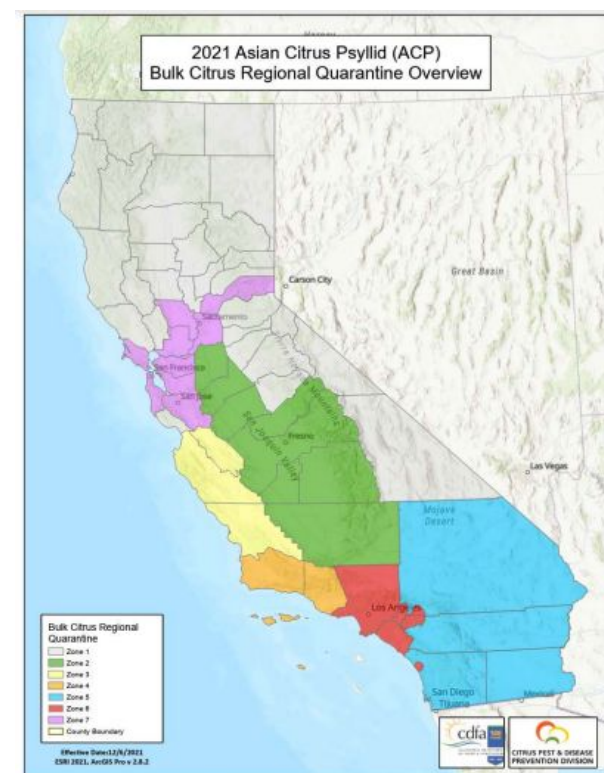 2021 Asian Citrus Psyllid (ACP)
Bulk Citrus Regional Quarantine Overview
Carson City
Great Basin
Sacramento
San Francisco
San Jose
San Joaquin Valley
Fresno
Las Vegas
Mojave
Desert
Los Angeles
San Diego
Tijuana
Mexicali
Bulk Citrus Regional
Quarantine
Zone 1
Zone 2
Zone 3
Zone 4
Zone 5
Zone 6
Zone 7
County Boundary
Effective Date:12/6/2021
ESRI 2021, ArcGIS Pro v 2.8.2
cdfa
CITRUS PEST & DISEASE
PREVENTION DIVISION